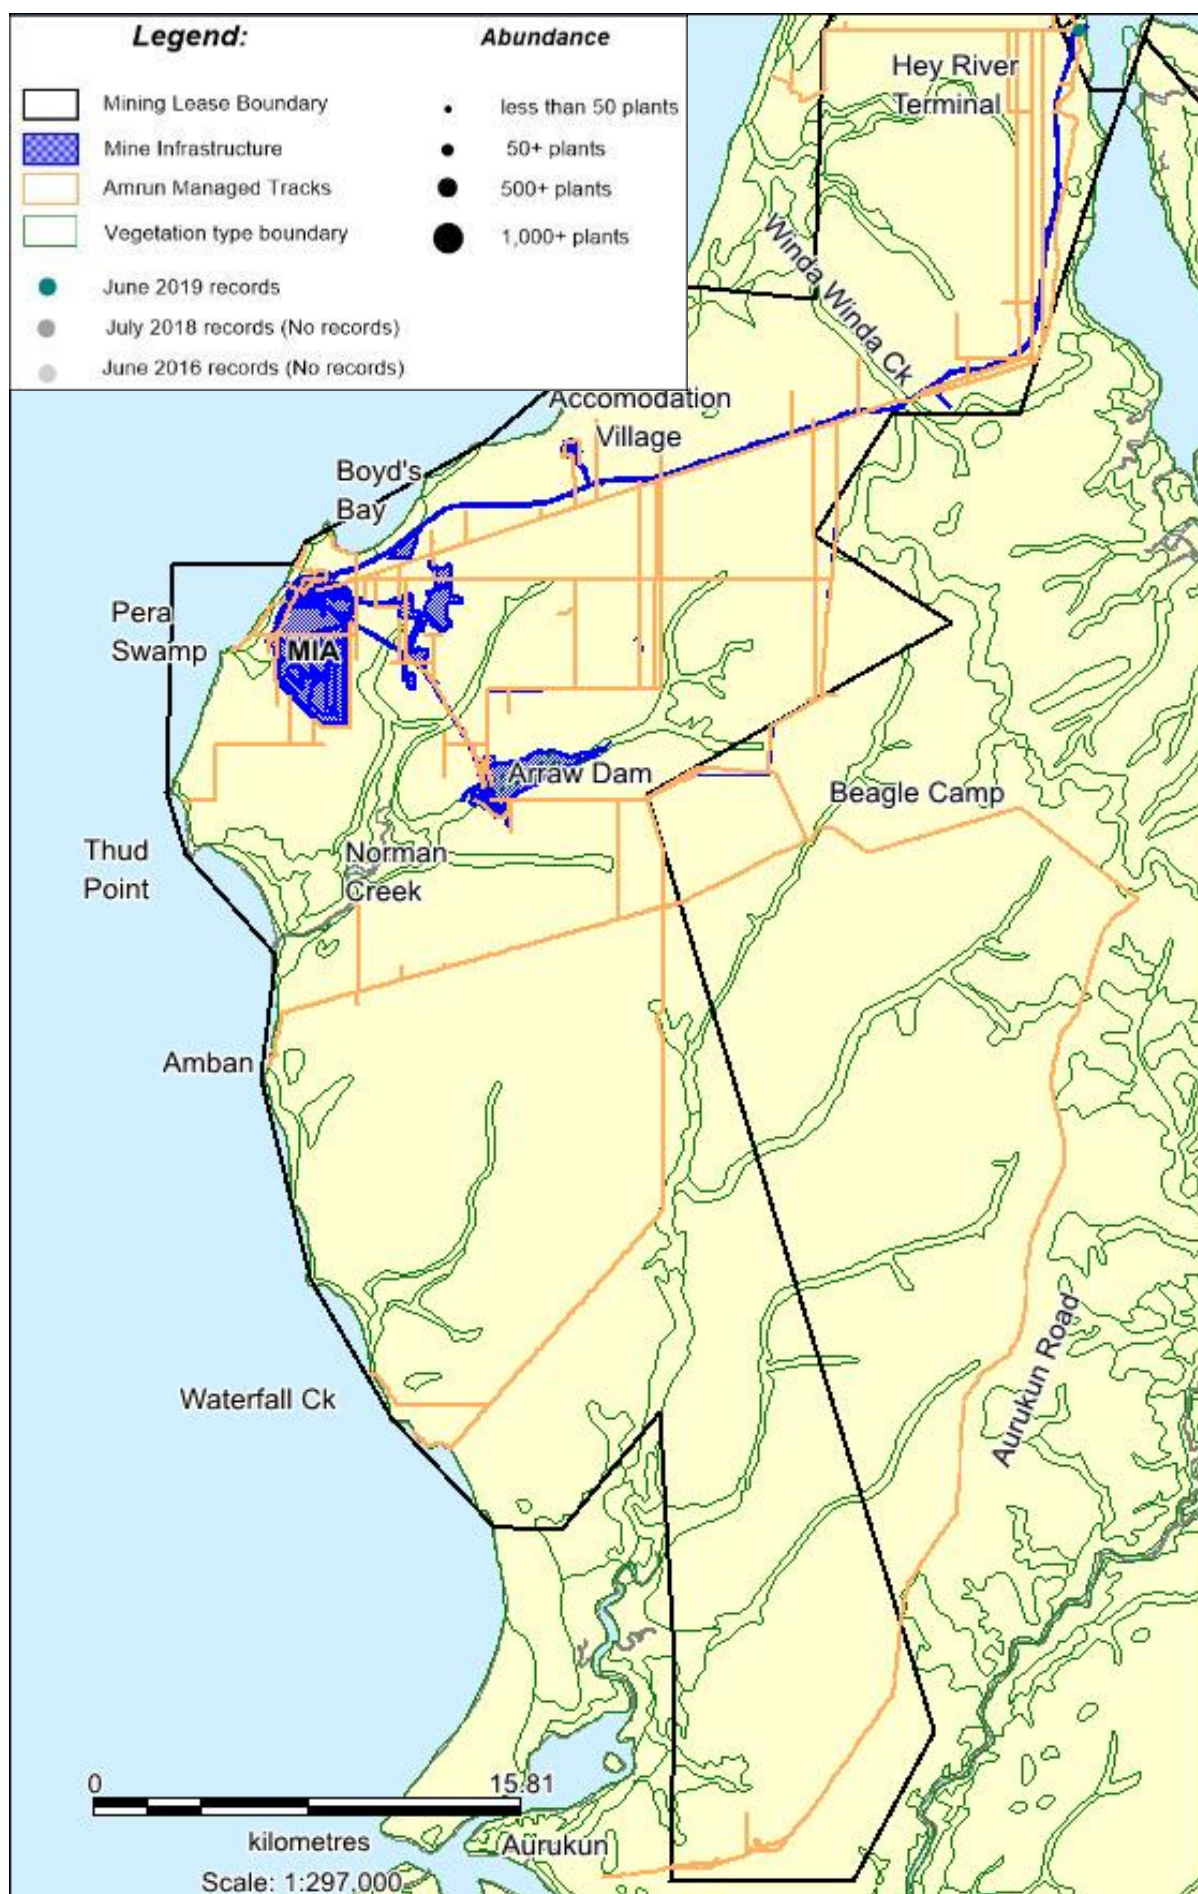 Legend:
Abundance
Mining Lease Boundary
less than 50 plants
Mine Infrastructure
50+ plants
Amrun Managed Tracks
500+ plants
Vegetation type boundary
1,000+ plants
June 2019 records
July 2018 records (No records)
June 2016 records (No records)
Hey River
Terminal
Winda Winda Ck
Accomodation
Village
Boyd's
Bay
Pera
Swamp
MIA
Arraw Dam
Beagle Camp
Thud
Point
Norman
Creek
Amban
Waterfall Ck
Aurukun Road
0
15.81
kilometres
Scale: 1:297,000
Aurukun